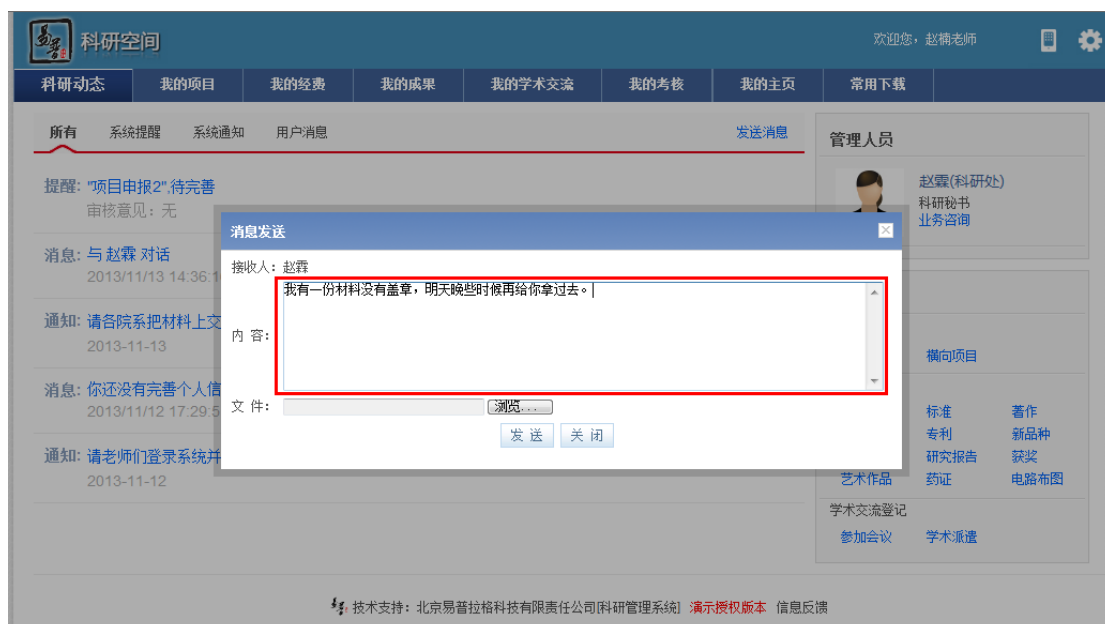 易普
科研空间
欢迎您，赵楠老师
科研动态 我的项目 我的经费 我的成果 我的学术交流 我的考核 我的主页 常用下载
所有 系统提醒 系统通知 用户消息 发送消息
管理人员
提醒: "项目申报2",待完善
审核意见：无
赵霖(科研处)
科研秘书
业务咨询
消息发送
消息: 与 赵霖 对话
2013/11/13 14:36:1
接收人：赵霖
我有一份材料没有盖章，明天晚些时候再给你拿过去。
内 容：
通知: 请各院系把材料上交
2013-11-13
横向项目
消息: 你还没有完善个人信
2013/11/12 17:29:5
文 件：
浏览...
发 送 关 闭
标准 著作
专利 新品种
通知: 请老师们登录系统并
2013-11-12
研究报告 获奖
艺术作品 药证 电路布图
学术交流登记
参加会议 学术派遣
技术支持：北京易普拉格科技有限责任公司[科研管理系统] 演示授权版本 信息反馈